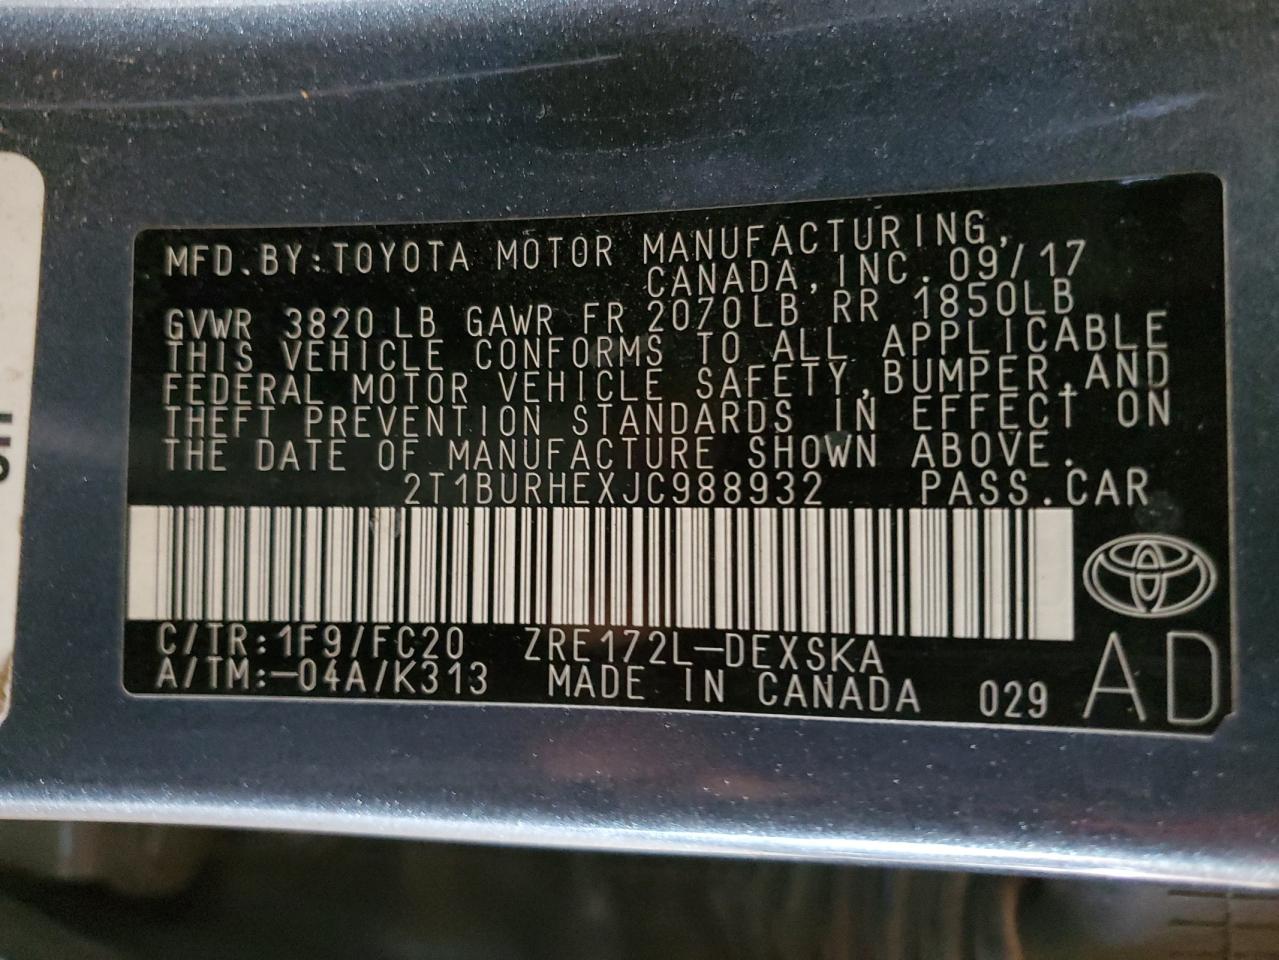 MFD.BY:TOYOTA MOTOR MANUFACTURING,
CANADA,INC.09/17
GVWR 3820LB GAWR FR 2070LB RR 1850LB
THIS VEHICLE CONFORMS TO ALL APPLICABLE
FEDERAL MOTOR VEHICLE SAFETY,BUMPER,AND
THEFT PREVENTION STANDARDS IN EFFECT ON
THE DATE OF MANUFACTURE SHOWN ABOVE.
2T1BURHEXJC988932 PASS.CAR
C/TR:1F9/FC20 ZRE172L-DEXSKA
A/TM:-04A/K313 MADE IN CANADA 029 AD